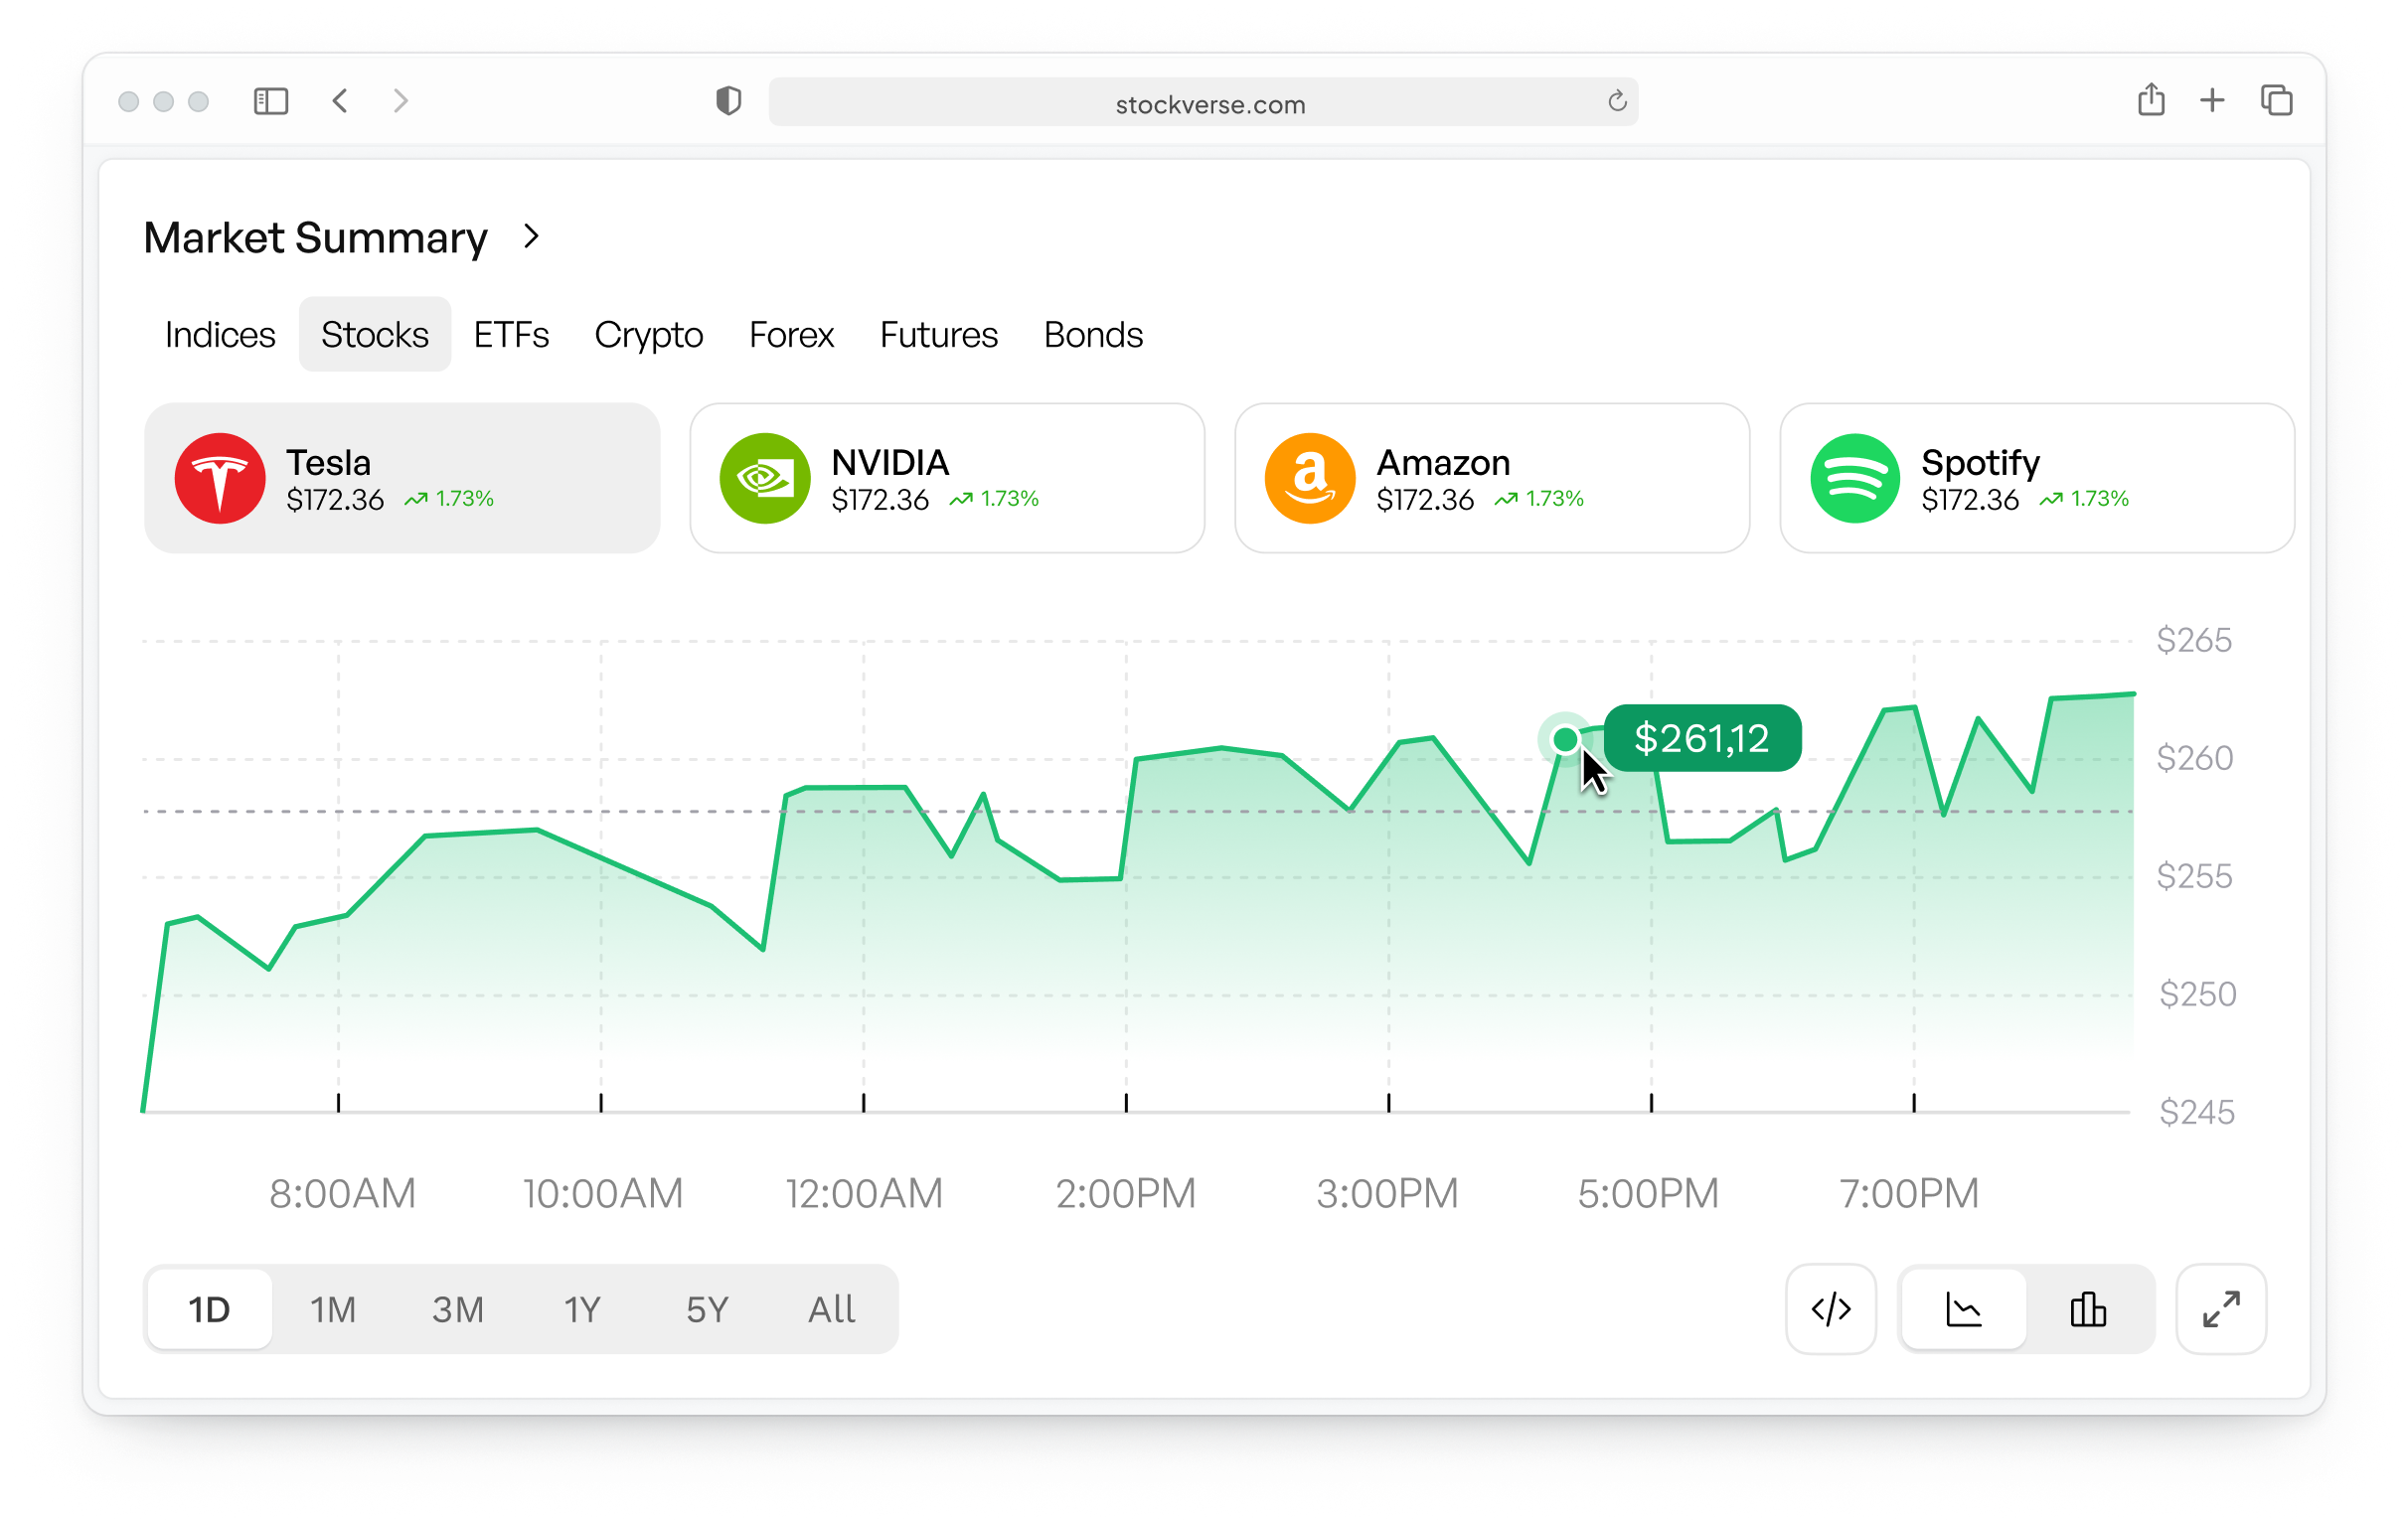 stockverse.com
Market Summary
Indices Stocks ETFs Crypto Forex Futures Bonds
Tesla
$172.36 1.73%
NVIDIA
$172.36 1.73%
Amazon
$172.36 1.73%
Spotify
$172.36 1.73%
$265
$261,12
$260
$255
$250
$245
8:00AM 10:00AM 12:00AM 2:00PM 3:00PM 5:00PM 7:00PM
1D 1M 3M 1Y 5Y All